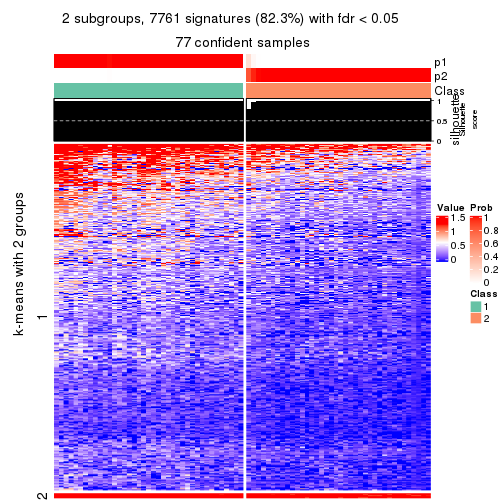 2 subgroups, 7761 signatures (82.3%) with fdr < 0.05
77 confident samples
p1
p2
Class
silhouette
Silhouette
score
1
0.5
0
k-means with 2 groups
1
2
Value
1.5
1
0.5
0
Prob
1
0.8
0.6
0.4
0.2
0
Class
1
2